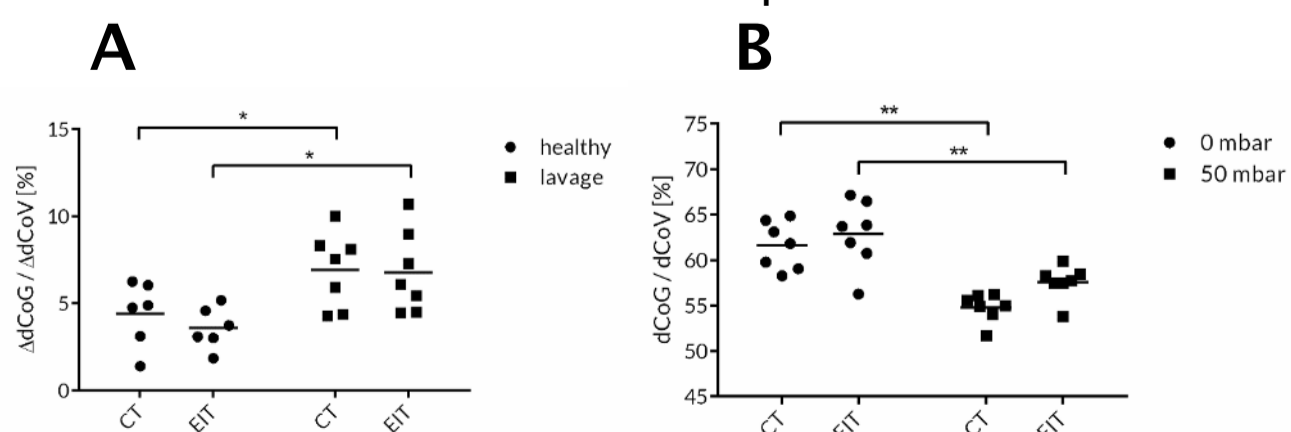 A
B
*
*
ΔdCoG / ΔdCoV [%]
15
10
5
0
healthy
lavage
CT
EIT
CT
EIT
**
**
dCoG / dCoV [%]
75
70
65
60
55
50
45
0 mbar
50 mbar
CT
EIT
CT
EIT